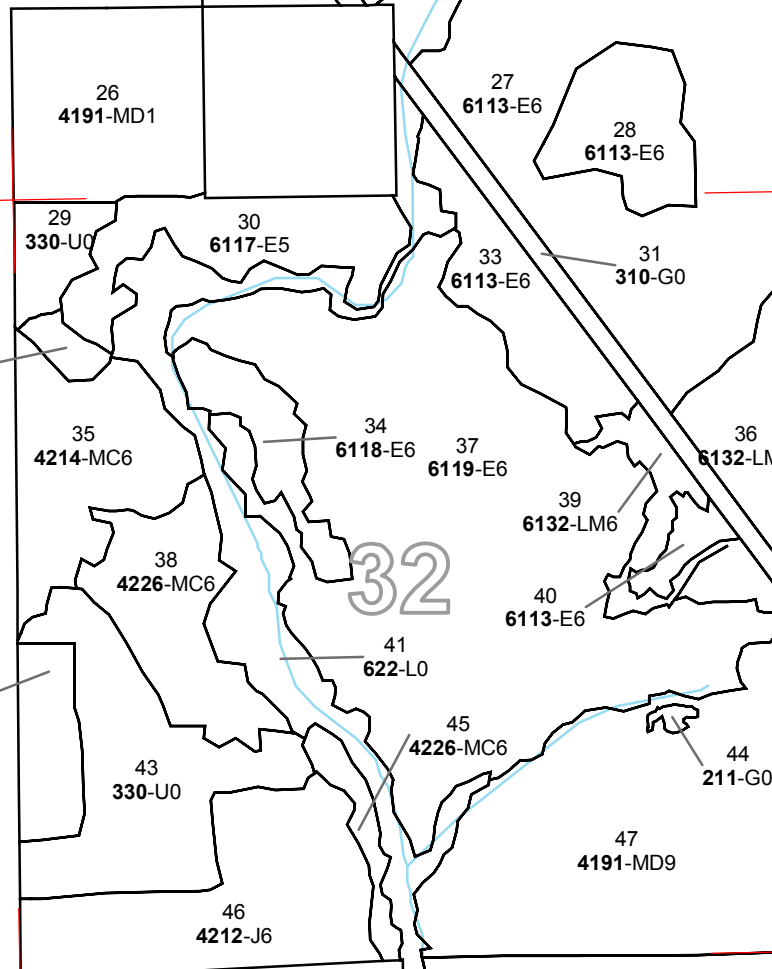 26
4191-MD1
27
6113-E6
28
6113-E6
29
330-U0
30
6117-E5
33
6113-E6
31
310-G0
35
4214-MC6
34
6118-E6
37
6119-E6
36
6132-LM
39
6132-LM6
38
4226-MC6
32
40
6113-E6
41
622-L0
45
4226-MC6
43
330-U0
44
211-G0
47
4191-MD9
46
4212-J6